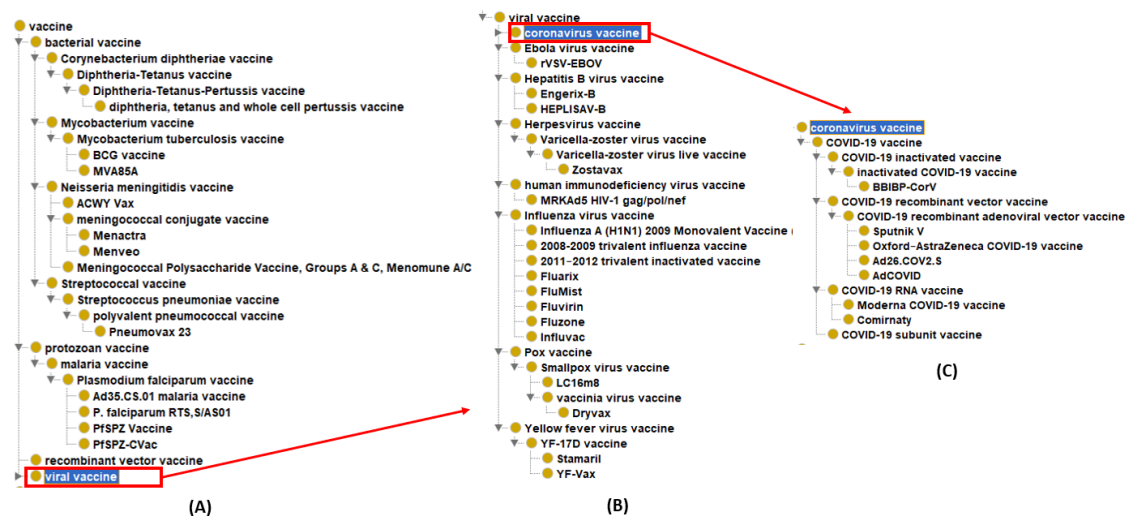 vaccine
bacterial vaccine
Corynebacterium diphtheriae vaccine
Diphtheria-Tetanus vaccine
Diphtheria-Tetanus-Pertussis vaccine
diphtheria, tetanus and whole cell pertussis vaccine
Mycobacterium vaccine
Mycobacterium tuberculosis vaccine
BCG vaccine
MVA85A
Neisseria meningitidis vaccine
ACWY Vax
meningococcal conjugate vaccine
Menactra
Menveo
Meningococcal Polysaccharide Vaccine, Groups A & C, Menomune A/C
Streptococcal vaccine
Streptococcus pneumoniae vaccine
polyvalent pneumococcal vaccine
Pneumovax 23
protozoan vaccine
malaria vaccine
Plasmodium falciparum vaccine
Ad35.CS.01 malaria vaccine
P. falciparum RTS,S/AS01
PfSPZ Vaccine
PfSPZ-CVac
recombinant vector vaccine
viral vaccine
(A)
viral vaccine
coronavirus vaccine
Ebola virus vaccine
rVSV-EBOV
Hepatitis B virus vaccine
Engerix-B
HEPLISAV-B
Herpesvirus vaccine
Varicella-zoster virus vaccine
Varicella-zoster virus live vaccine
Zostavax
human immunodeficiency virus vaccine
MRKAd5 HIV-1 gag/pol/nef
Influenza virus vaccine
Influenza A (H1N1) 2009 Monovalent Vaccine
2008-2009 trivalent influenza vaccine
2011–2012 trivalent inactivated vaccine
Fluarix
FluMist
Fluvirin
Fluzone
Influvac
Pox vaccine
Smallpox virus vaccine
LC16m8
vaccinia virus vaccine
Dryvax
Yellow fever virus vaccine
YF-17D vaccine
Stamaril
YF-Vax
(B)
coronavirus vaccine
COVID-19 vaccine
COVID-19 inactivated vaccine
inactivated COVID-19 vaccine
BBIBP-CorV
COVID-19 recombinant vector vaccine
COVID-19 recombinant adenoviral vector vaccine
Sputnik V
Oxford–AstraZeneca COVID-19 vaccine
Ad26.COV2.S
AdCOVID
COVID-19 RNA vaccine
Moderna COVID-19 vaccine
Comirnaty
COVID-19 subunit vaccine
(C)